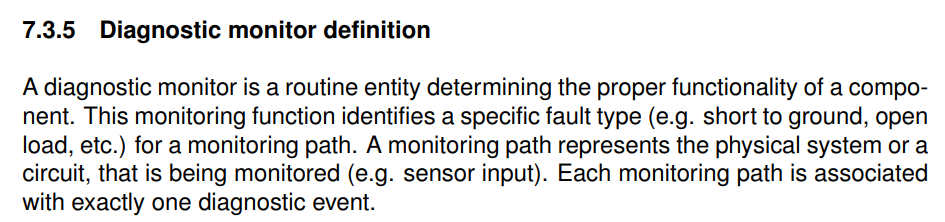 7.3.5 Diagnostic monitor definition
A diagnostic monitor is a routine entity determining the proper functionality of a compo-
nent. This monitoring function identifies a specific fault type (e.g. short to ground, open
load, etc.) for a monitoring path. A monitoring path represents the physical system or a
circuit, that is being monitored (e.g. sensor input). Each monitoring path is associated
with exactly one diagnostic event.